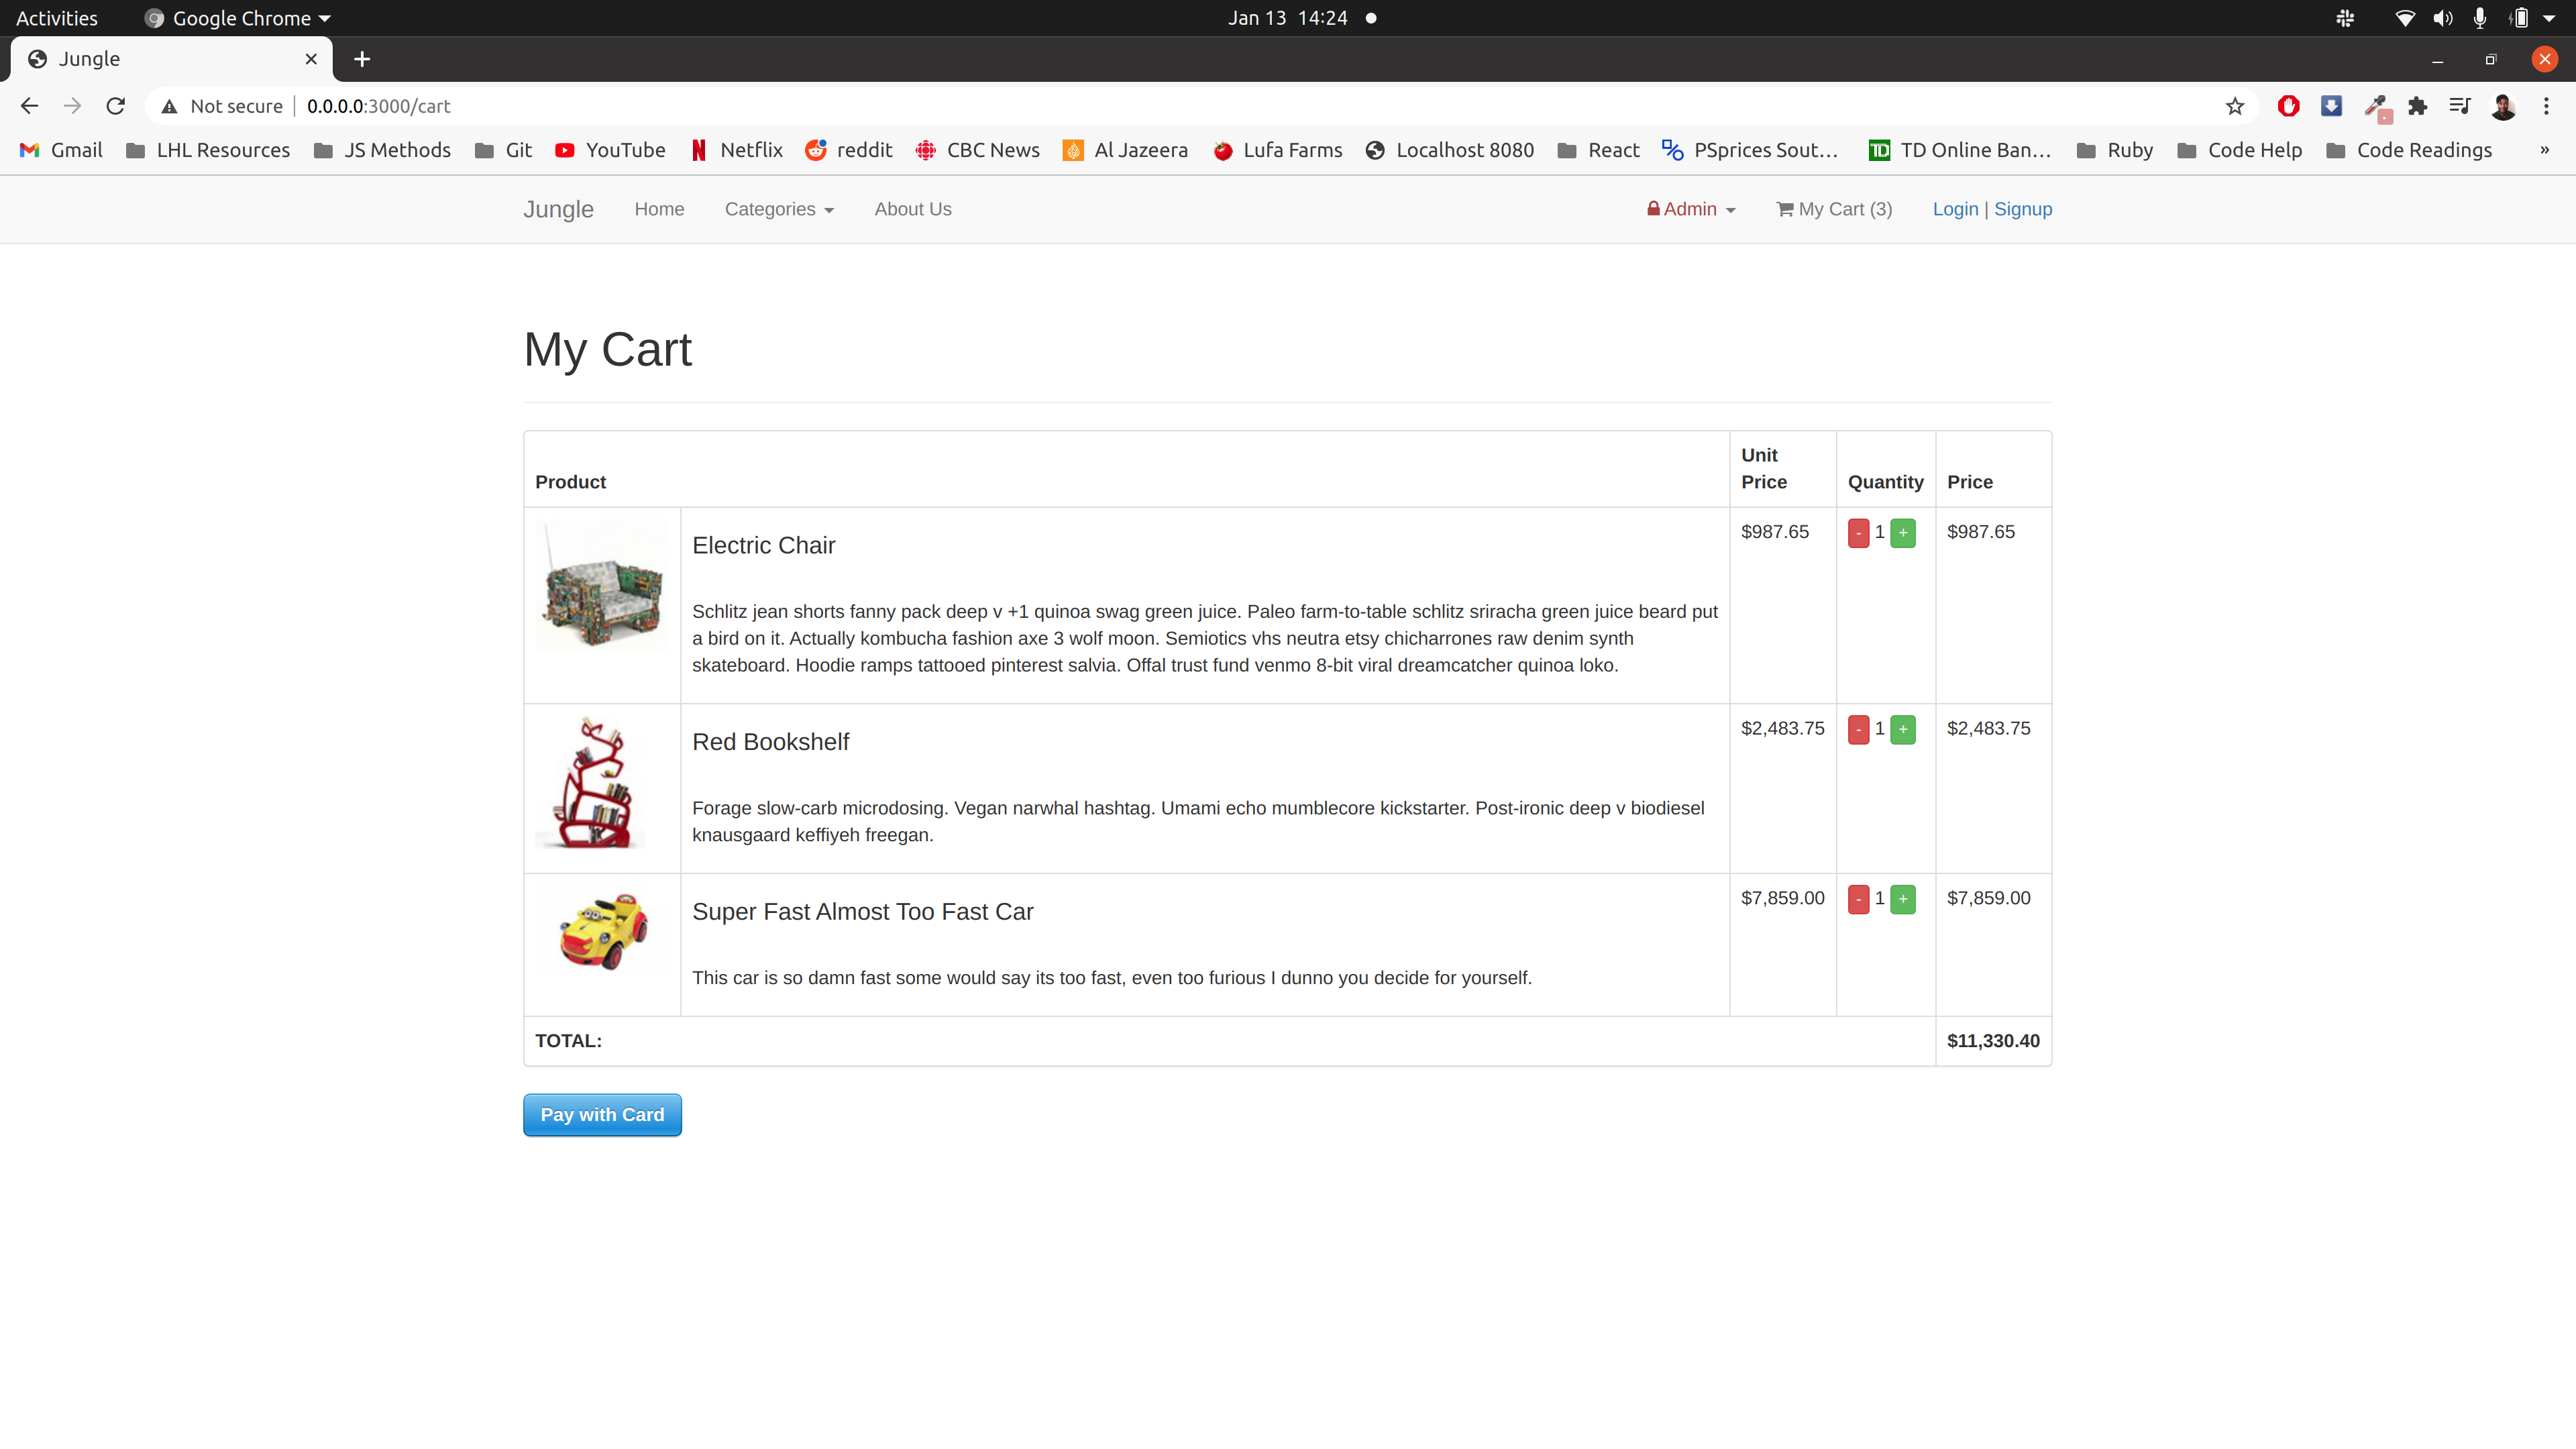 Activities Google Chrome Jan 13 14:24
Jungle
Not secure 0.0.0.0:3000/cart
Gmail LHL Resources JS Methods Git YouTube Netflix reddit CBC News Al Jazeera Lufa Farms Localhost 8080 React PSprices Sout… TD Online Ban… Ruby Code Help Code Readings »
Jungle Home Categories About Us Admin My Cart (3) Login | Signup
My Cart
Product Unit Price Quantity Price
Electric Chair $987.65 - 1 + $987.65
Schlitz jean shorts fanny pack deep v +1 quinoa swag green juice. Paleo farm-to-table schlitz sriracha green juice beard put
a bird on it. Actually kombucha fashion axe 3 wolf moon. Semiotics vhs neutra etsy chicharrones raw denim synth
skateboard. Hoodie ramps tattooed pinterest salvia. Offal trust fund venmo 8-bit viral dreamcatcher quinoa loko.
Red Bookshelf $2,483.75 - 1 + $2,483.75
Forage slow-carb microdosing. Vegan narwhal hashtag. Umami echo mumblecore kickstarter. Post-ironic deep v biodiesel
knausgaard keffiyeh freegan.
Super Fast Almost Too Fast Car $7,859.00 - 1 + $7,859.00
This car is so damn fast some would say its too fast, even too furious I dunno you decide for yourself.
TOTAL: $11,330.40
Pay with Card